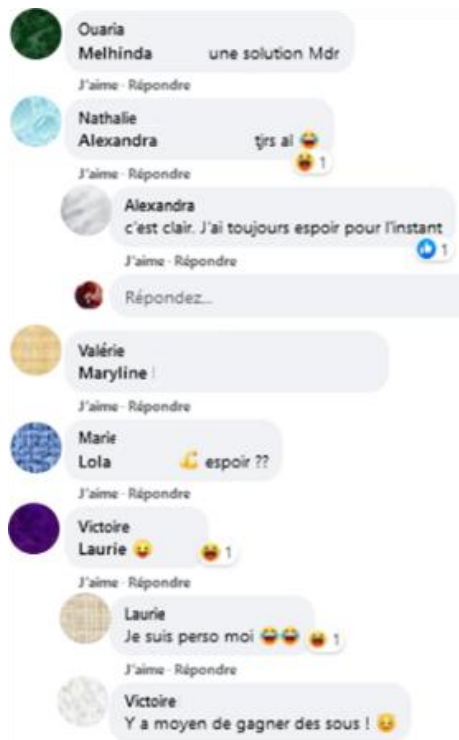 Ouaria
Melhinda une solution Mdr
J'aime · Répondre
Nathalie
Alexandra tjrs al 😂
😆 1
J'aime · Répondre
Alexandra
c'est clair. J'ai toujours espoir pour l'instant
👍 1
J'aime · Répondre
Répondez...
Valérie
Maryline
J'aime · Répondre
Marie
Lola 💪 espoir ??
J'aime · Répondre
Victoire
Laurie 😛 😆 1
J'aime · Répondre
Laurie
Je suis perso moi 😂😂 😆 1
J'aime · Répondre
Victoire
Y a moyen de gagner des sous ! 🥴